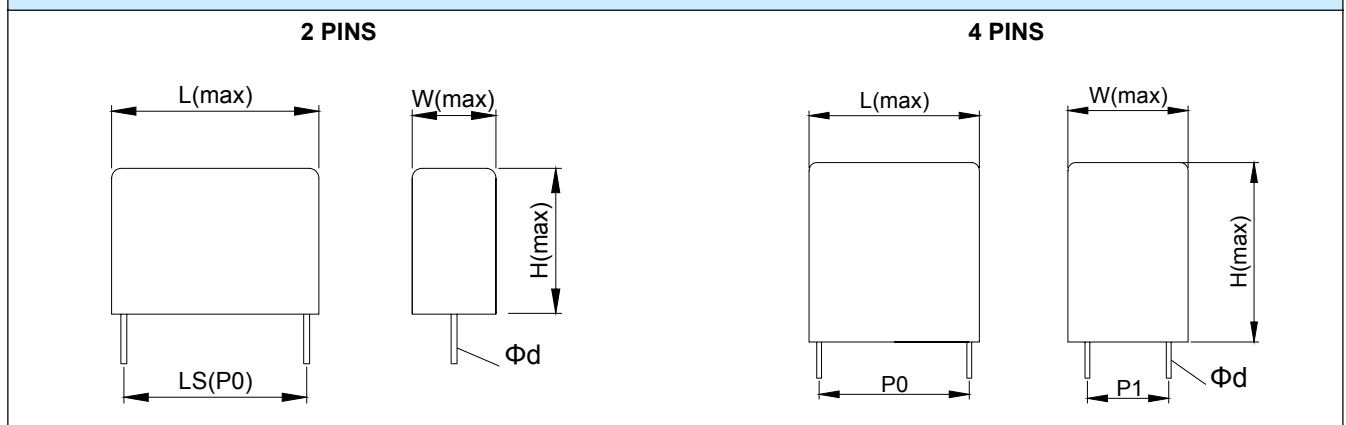 2 PINS
4 PINS
L(max)
W(max)
H(max)
LS(P0)
Φd
L(max)
W(max)
H(max)
P0
P1
Φd